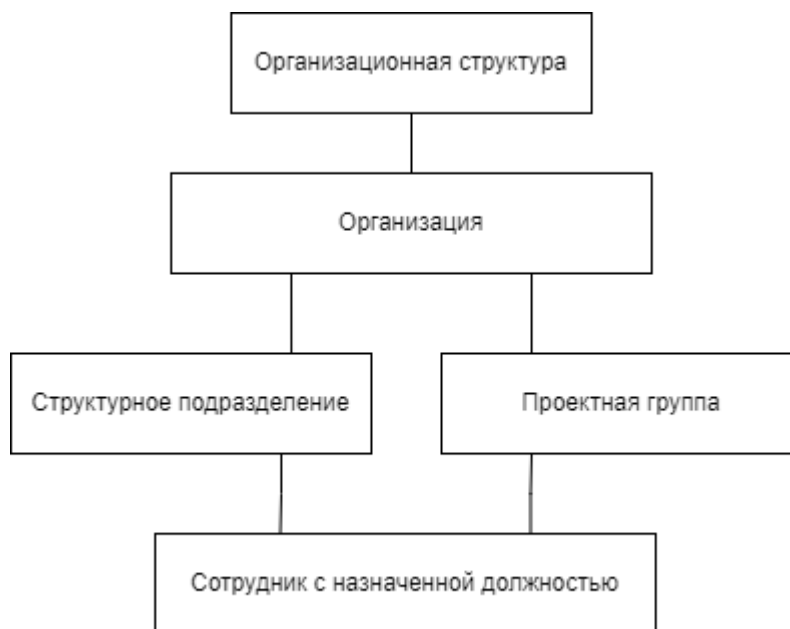 Организационная структура
Организация
Структурное подразделение
Проектная группа
Сотрудник с назначенной должностью